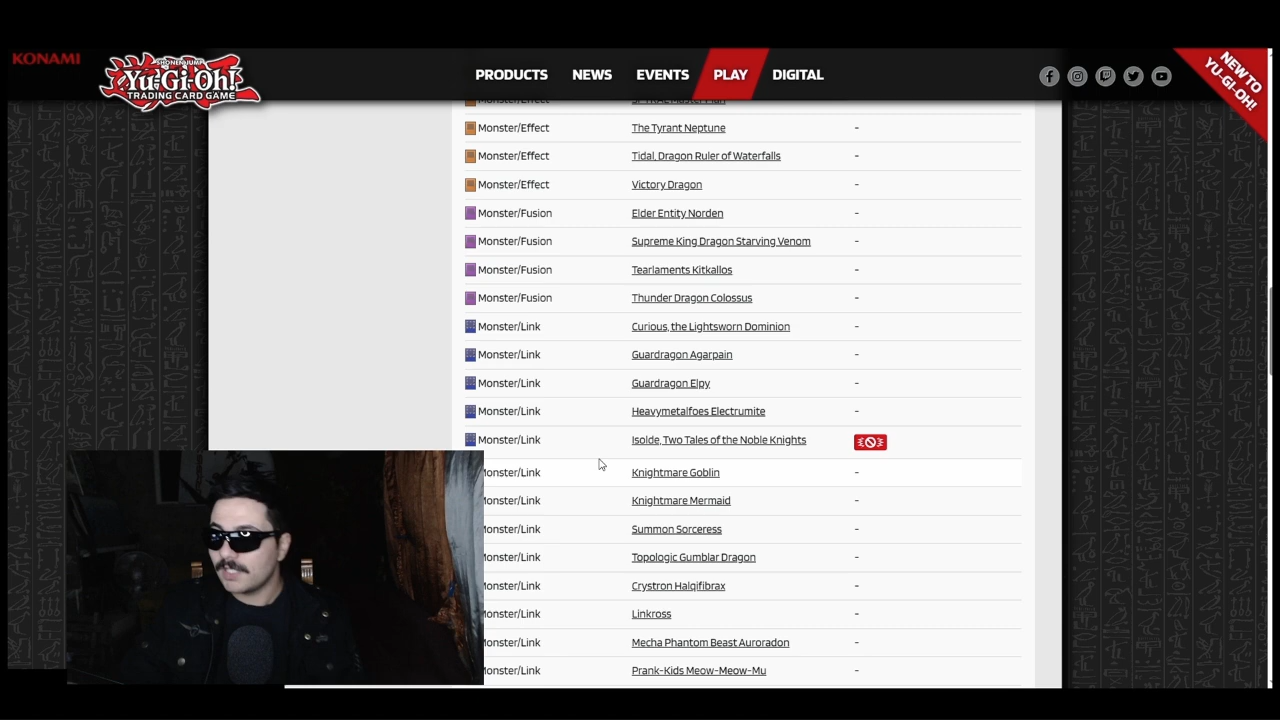 KONAMI
SHONEN JUMP
Yu-Gi-Oh!
TRADING CARD GAME
PRODUCTS NEWS EVENTS PLAY DIGITAL
NEW TO
YU-GI-OH!
Monster/Effect
Monster/Effect The Tyrant Neptune -
Monster/Effect Tidal, Dragon Ruler of Waterfalls -
Monster/Effect Victory Dragon -
Monster/Fusion Elder Entity Norden -
Monster/Fusion Supreme King Dragon Starving Venom -
Monster/Fusion Tearlaments Kitkallos -
Monster/Fusion Thunder Dragon Colossus -
Monster/Link Curious, the Lightsworn Dominion -
Monster/Link Guardragon Agarpain -
Monster/Link Guardragon Elpy -
Monster/Link Heavymetalfoes Electrumite -
Monster/Link Isolde, Two Tales of the Noble Knights
Monster/Link Knightmare Goblin -
Monster/Link Knightmare Mermaid -
Monster/Link Summon Sorceress -
Monster/Link Topologic Gumblar Dragon -
Monster/Link Crystron Halqifibrax -
Monster/Link Linkross -
Monster/Link Mecha Phantom Beast Auroradon -
Monster/Link Prank-Kids Meow-Meow-Mu -